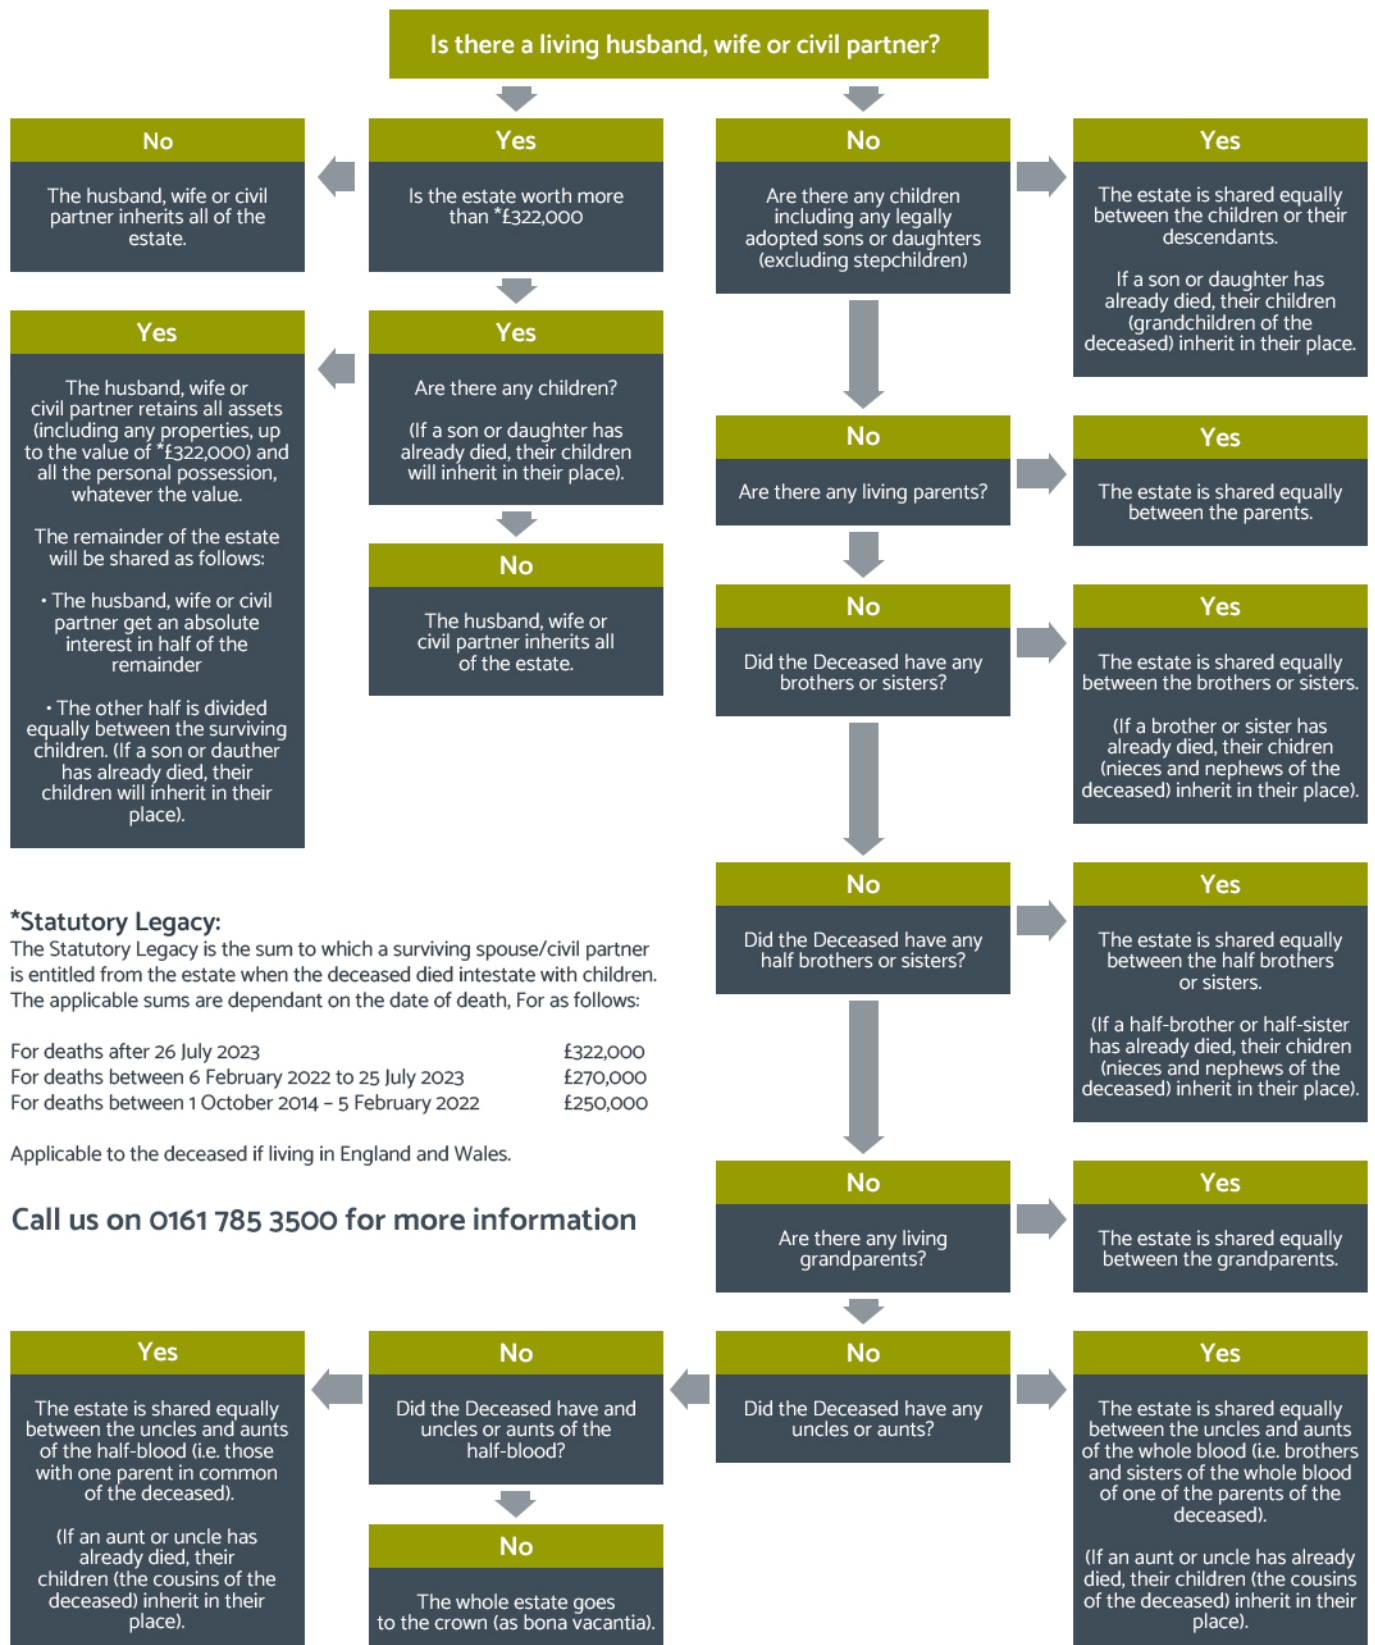 Is there a living husband, wife or civil partner?
No
The husband, wife or civil
partner inherits all of the
estate.
Yes
Is the estate worth more
than *£322,000
No
Are there any children
including any legally
adopted sons or daughters
(excluding stepchildren)
Yes
The estate is shared equally
between the children or their
descendants.
If a son or daughter has
already died, their children
(grandchildren of the
deceased) inherit in their place.
Yes
The husband, wife or
civil partner retains all assets
(including any properties, up
to the value of *£322,000) and
all the personal possession,
whatever the value.
The remainder of the estate
will be shared as follows:
• The husband, wife or civil
partner get an absolute
interest in half of the
remainder
• The other half is divided
equally between the surviving
children. (If a son or dauther
has already died, their
children will inherit in their
place).
Yes
Are there any children?
(If a son or daughter has
already died, their children
will inherit in their place).
No
The husband, wife or
civil partner inherits all
of the estate.
No
Are there any living parents?
Yes
The estate is shared equally
between the parents.
No
Did the Deceased have any
brothers or sisters?
Yes
The estate is shared equally
between the brothers or sisters.
(If a brother or sister has
already died, their chidren
(nieces and nephews of the
deceased) inherit in their place).
No
Did the Deceased have any
half brothers or sisters?
Yes
The estate is shared equally
between the half brothers
or sisters.
(If a half-brother or half-sister
has already died, their chidren
(nieces and nephews of the
deceased) inherit in their place).
*Statutory Legacy:
The Statutory Legacy is the sum to which a surviving spouse/civil partner
is entitled from the estate when the deceased died intestate with children.
The applicable sums are dependant on the date of death, For as follows:
For deaths after 26 July 2023 £322,000
For deaths between 6 February 2022 to 25 July 2023 £270,000
For deaths between 1 October 2014 – 5 February 2022 £250,000
Applicable to the deceased if living in England and Wales.
Call us on 0161 785 3500 for more information
No
Are there any living
grandparents?
Yes
The estate is shared equally
between the grandparents.
Yes
The estate is shared equally
between the uncles and aunts
of the half-blood (i.e. those
with one parent in common
of the deceased).
(If an aunt or uncle has
already died, their
children (the cousins of the
deceased) inherit in their
place).
No
Did the Deceased have and
uncles or aunts of the
half-blood?
No
The whole estate goes
to the crown (as bona vacantia).
No
Did the Deceased have any
uncles or aunts?
Yes
The estate is shared equally
between the uncles and aunts
of the whole blood (i.e. brothers
and sisters of the whole blood
of one of the parents of the
deceased).
(If an aunt or uncle has already
died, their children (the cousins
of the deceased) inherit in their
place).